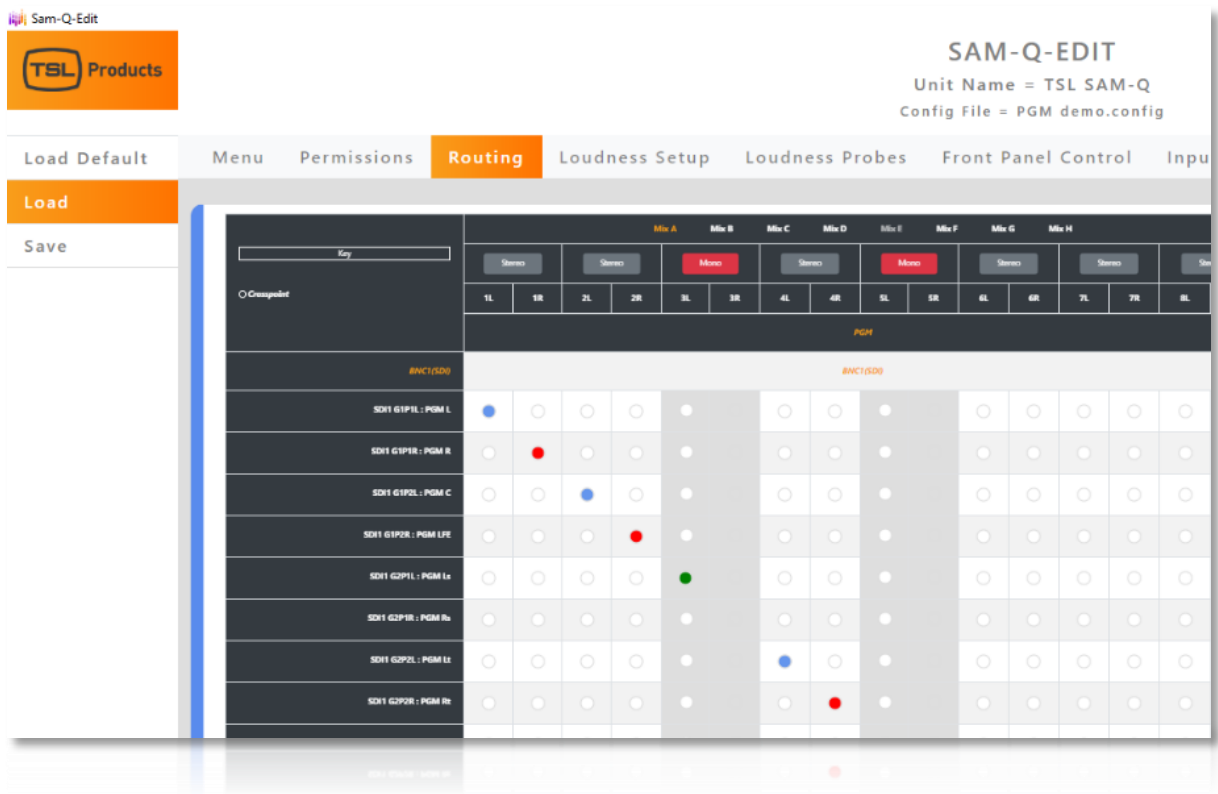 Sam-Q-Edit
TSL Products
SAM-Q-EDIT
Unit Name = TSL SAM-Q
Config File = PGM demo.config
Load Default
Load
Save
Menu Permissions Routing Loudness Setup Loudness Probes Front Panel Control Inpu
Mix A Mix B Mix C Mix D Mix E Mix F Mix G Mix H
Key
Stereo Stereo Mono Stereo Mono Stereo Stereo Ste
Crosspoint
1L 1R 2L 2R 3L 3R 4L 4R 5L 5R 6L 6R 7L 7R 8L
PGM
BNC1(SDI) BNC1(SDI)
SDI1 G1P1L : PGM L
SDI1 G1P1R : PGM R
SDI1 G1P2L : PGM C
SDI1 G1P2R : PGM LFE
SDI1 G2P1L : PGM Ls
SDI1 G2P1R : PGM Rs
SDI1 G2P2L : PGM Lt
SDI1 G2P2R : PGM Rt